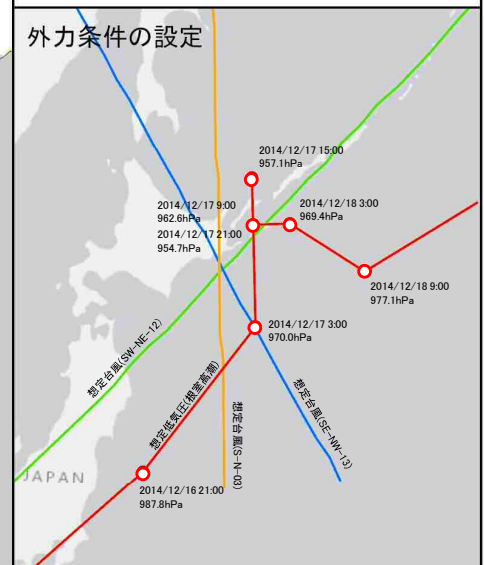 外力条件の設定
2014/12/17 15:00
957.1hPa
2014/12/17 9:00
962.6hPa
2014/12/17 21:00
954.7hPa
2014/12/18 3:00
969.4hPa
2014/12/18 9:00
977.1hPa
2014/12/17 3:00
970.0hPa
想定台風(SW-NE-12)
想定低気圧(根室高潮)
想定台風(S-N-03)
想定台風(SE-NW-13)
JAPAN
2014/12/16 21:00
987.8hPa